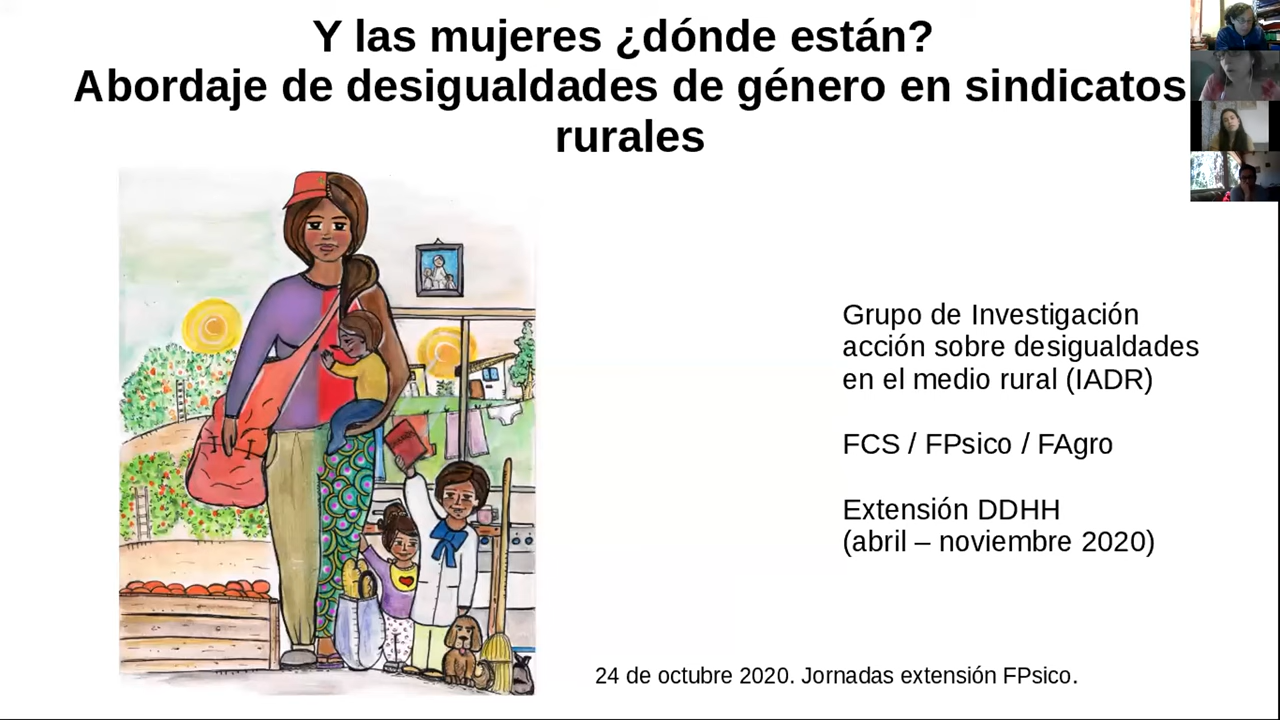 Y las mujeres ¿dónde están?
Abordaje de desigualdades de género en sindicatos
rurales
Grupo de Investigación
acción sobre desigualdades
en el medio rural (IADR)
FCS / FPsico / FAgro
Extensión DDHH
(abril – noviembre 2020)
24 de octubre 2020. Jornadas extensión FPsico.